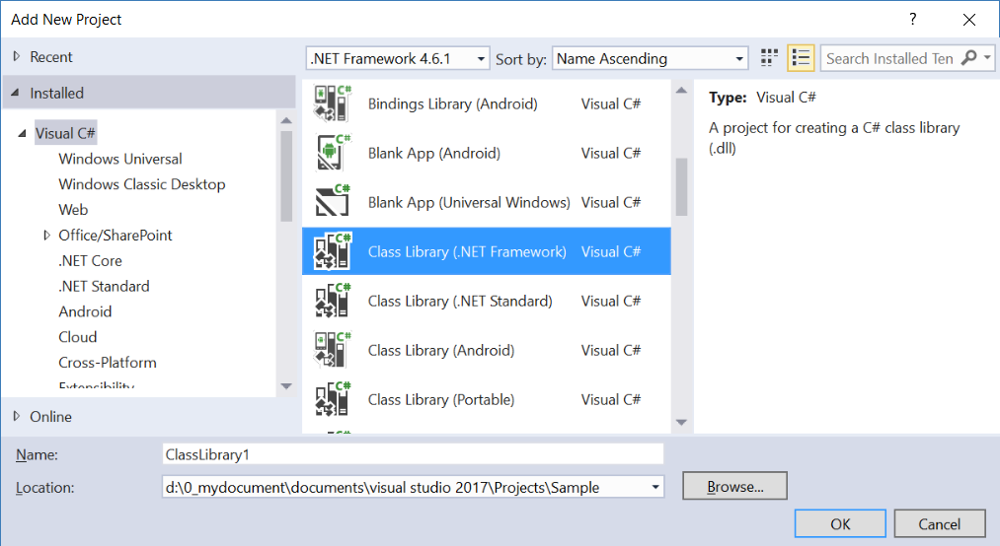 Add New Project
?
Recent
Installed
Visual C#
Windows Universal
Windows Classic Desktop
Web
Office/SharePoint
.NET Core
.NET Standard
Android
Cloud
Cross-Platform
Extensibility
Online
.NET Framework 4.6.1 Sort by: Name Ascending
Search Installed Ten
C# Bindings Library (Android) Visual C#
C# Blank App (Android) Visual C#
C# Blank App (Universal Windows) Visual C#
C# Class Library (.NET Framework) Visual C#
C# Class Library (.NET Standard) Visual C#
C# Class Library (Android) Visual C#
C# Class Library (Portable) Visual C#
Type: Visual C#
A project for creating a C# class library
(.dll)
Name: ClassLibrary1
Location: d:\0_mydocument\documents\visual studio 2017\Projects\Sample
Browse...
OK Cancel